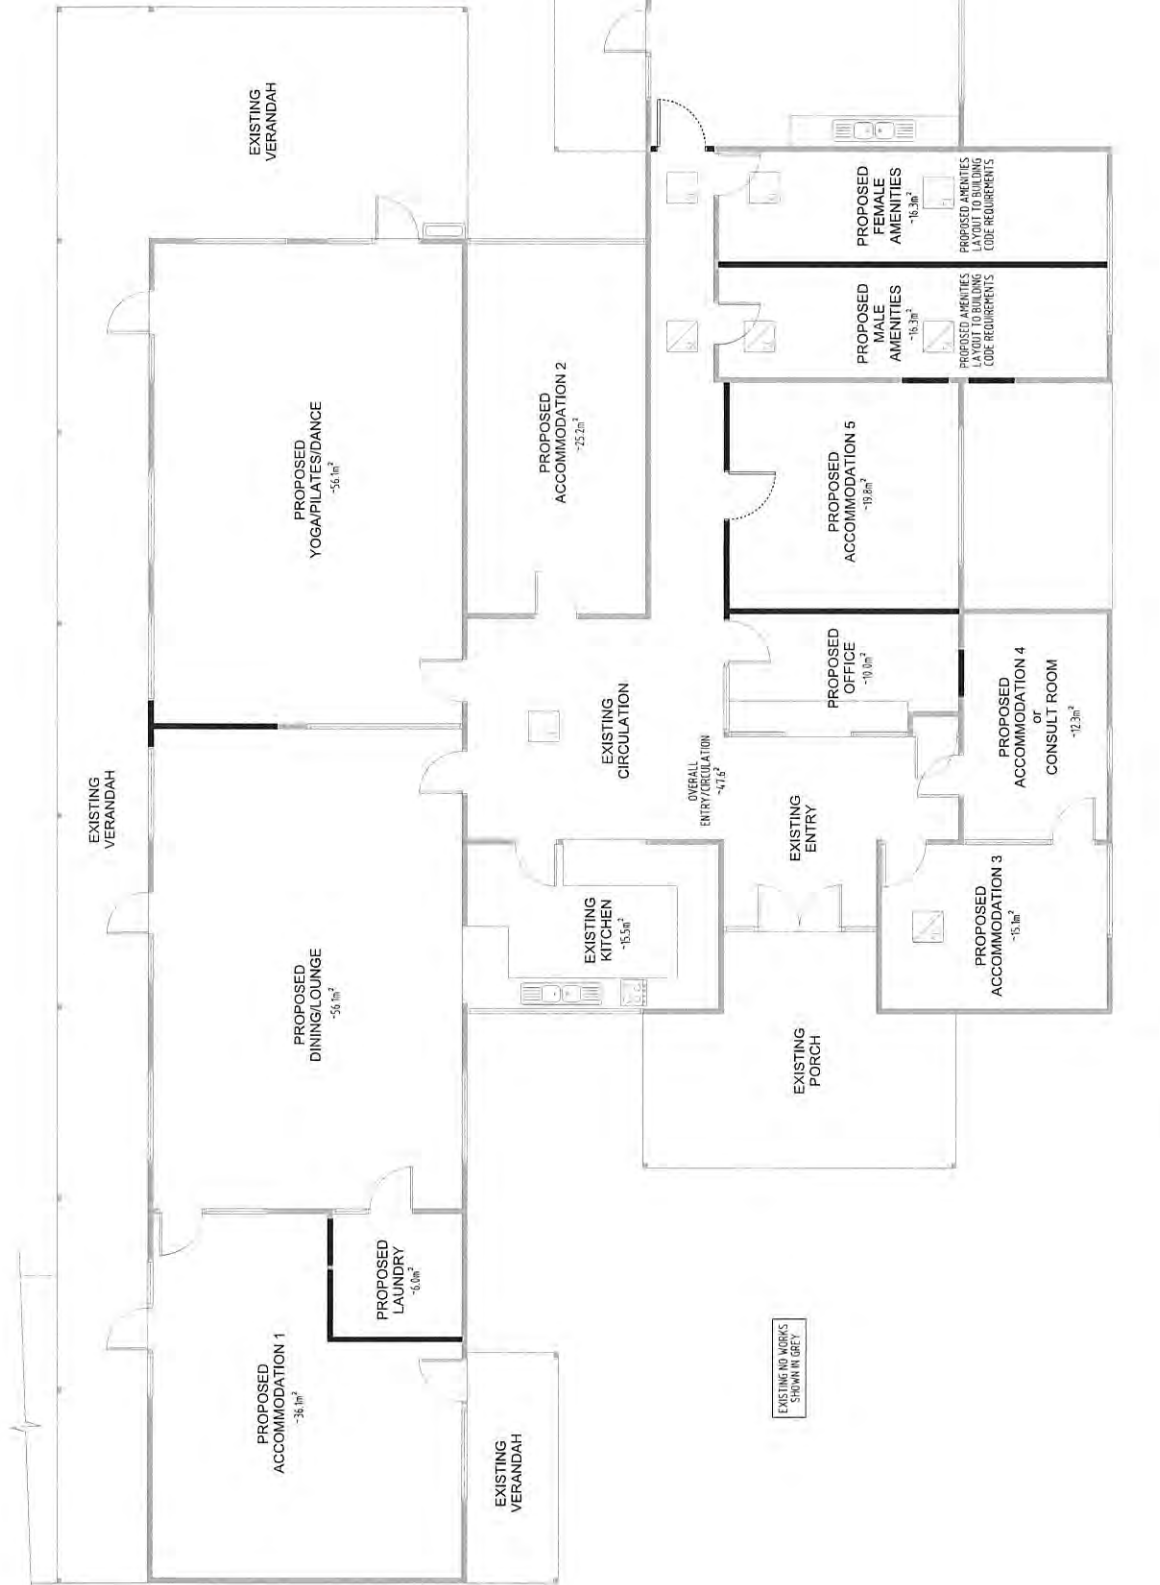 EXISTING
VERANDAH
PROPOSED
YOGA/PILATES/DANCE
~56.1m²
PROPOSED
ACCOMMODATION 2
~25.2m²
PROPOSED
FEMALE
AMENITIES
~16.3m²
PROPOSED AMENITIES
LAYOUT TO BUILDING
CODE REQUIREMENTS
PROPOSED
MALE
AMENITIES
~16.3m²
PROPOSED AMENITIES
LAYOUT TO BUILDING
CODE REQUIREMENTS
PROPOSED
ACCOMMODATION 5
~19.8m²
PROPOSED
OFFICE
~10.0m²
PROPOSED
ACCOMMODATION 4
or
CONSULT ROOM
~12.3m²
EXISTING
CIRCULATION
OVERALL
ENTRY/CIRCULATION
~47.6²
EXISTING
ENTRY
EXISTING
VERANDAH
PROPOSED
DINING/LOUNGE
~56.1m²
EXISTING
KITCHEN
~15.5m²
PROPOSED
ACCOMMODATION 3
~15.1m²
EXISTING
PORCH
PROPOSED
LAUNDRY
~6.0m²
PROPOSED
ACCOMMODATION 1
~36.1m²
EXISTING
VERANDAH
EXISTING NO WORKS
SHOWN IN GREY